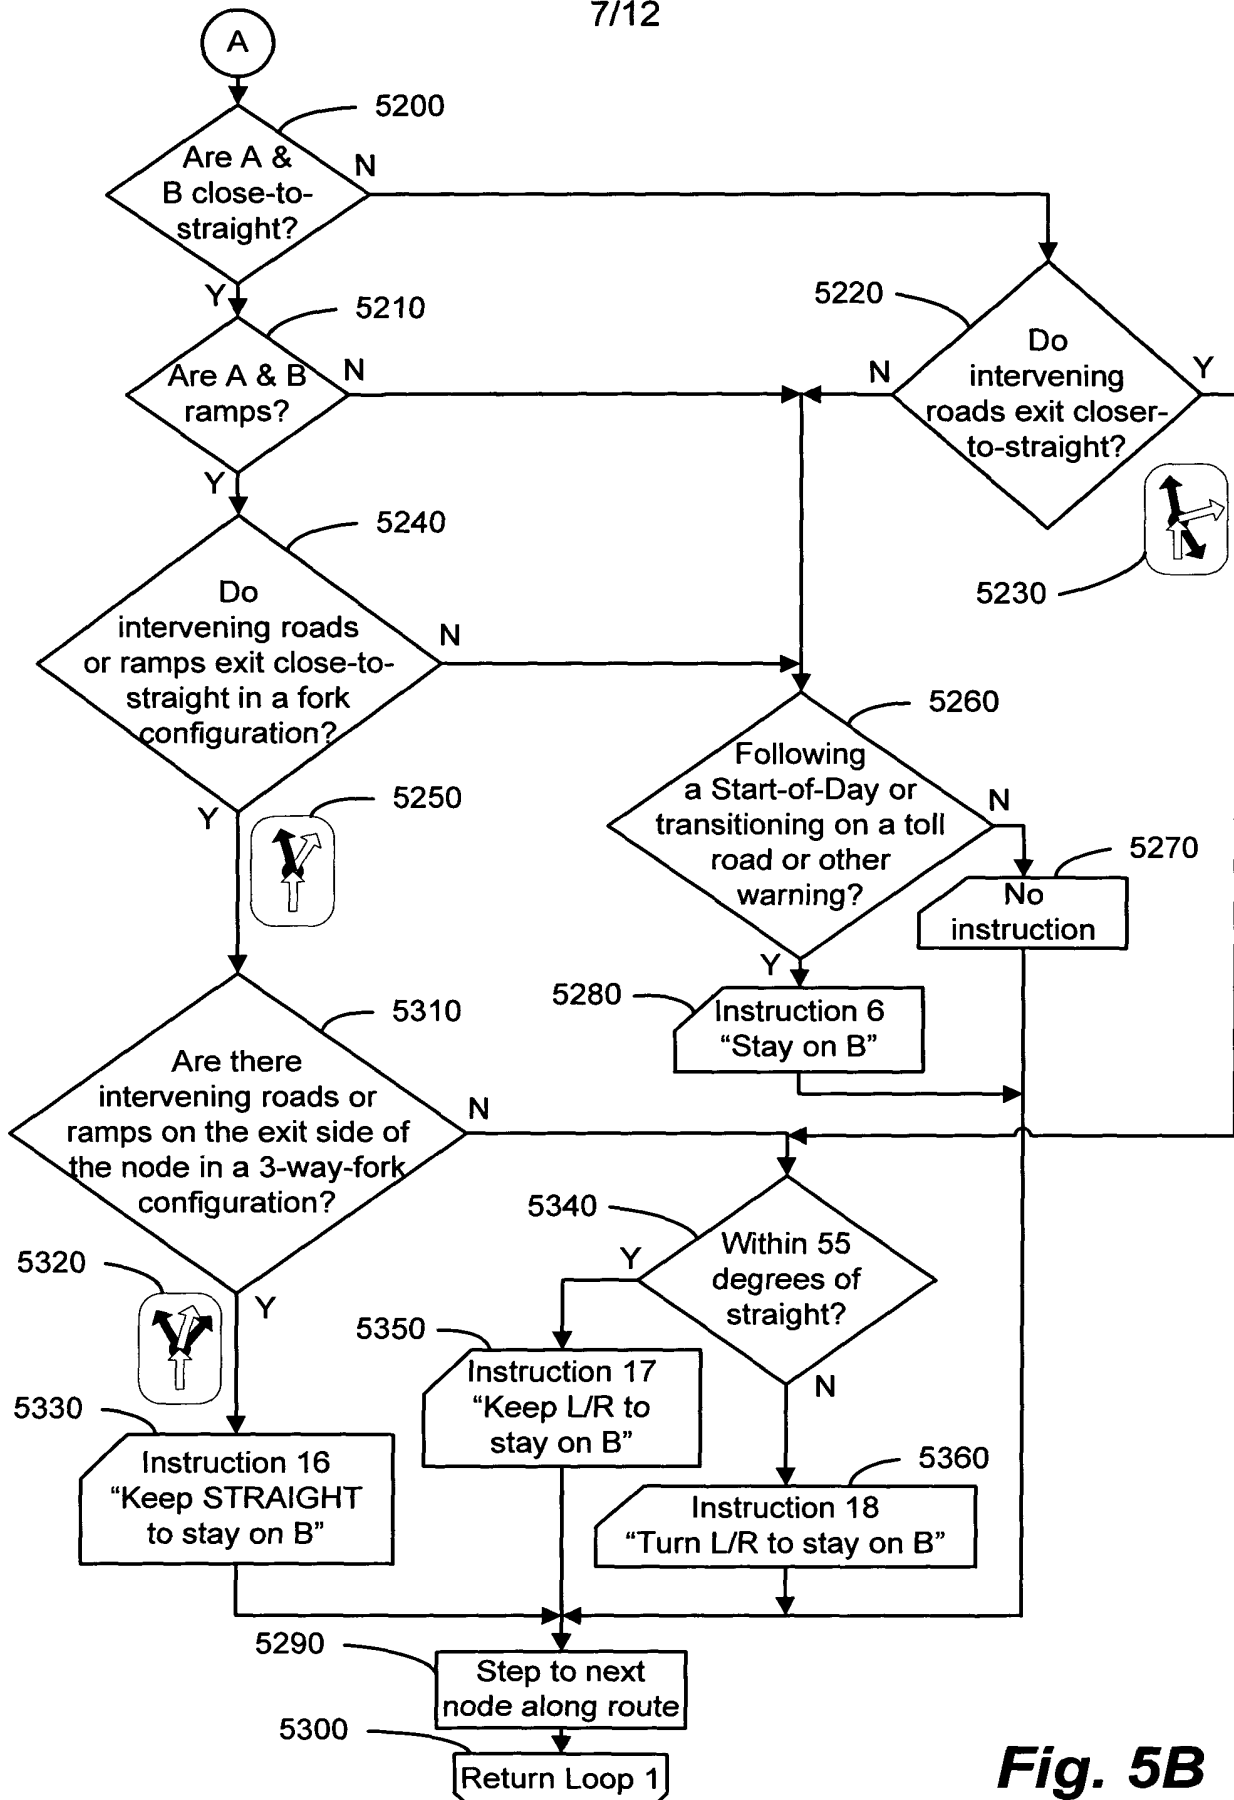 7/12
A
5200
Are A &
B close-to-
straight?
N
Y
5210
Are A & B
ramps?
N
Y
5220
Do
intervening
roads exit closer-
to-straight?
N
Y
5230
5240
Do
intervening roads
or ramps exit close-to-
straight in a fork
configuration?
N
Y
5250
5260
Following
a Start-of-Day or
transitioning on a toll
road or other
warning?
N
Y
5270
No
instruction
5280
Instruction 6
“Stay on B”
5310
Are there
intervening roads or
ramps on the exit side of
the node in a 3-way-fork
configuration?
N
Y
5320
5330
Instruction 16
“Keep STRAIGHT
to stay on B”
5340
Within 55
degrees of
straight?
Y
N
5350
Instruction 17
“Keep L/R to
stay on B”
5360
Instruction 18
“Turn L/R to stay on B”
5290
Step to next
node along route
5300
Return Loop 1
Fig. 5B